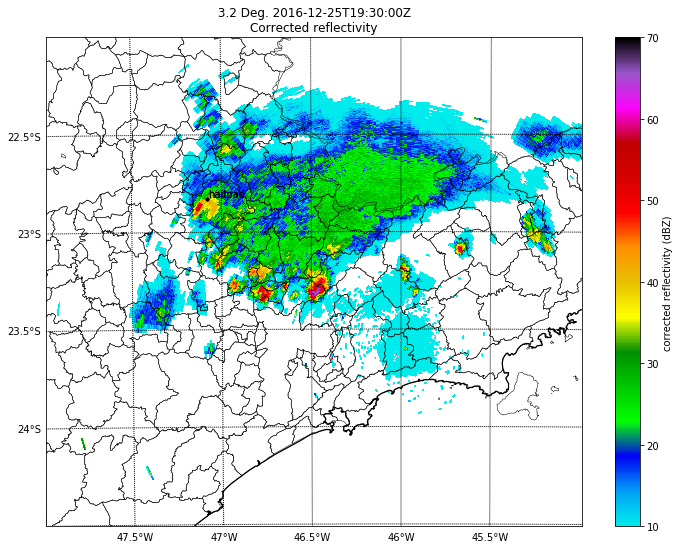 3.2 Deg. 2016-12-25T19:30:00Z
Corrected reflectivity
22.5°S
23°S
23.5°S
24°S
47.5°W
47°W
46.5°W
46°W
45.5°W
70
60
50
40
30
20
10
corrected reflectivity (dBZ)